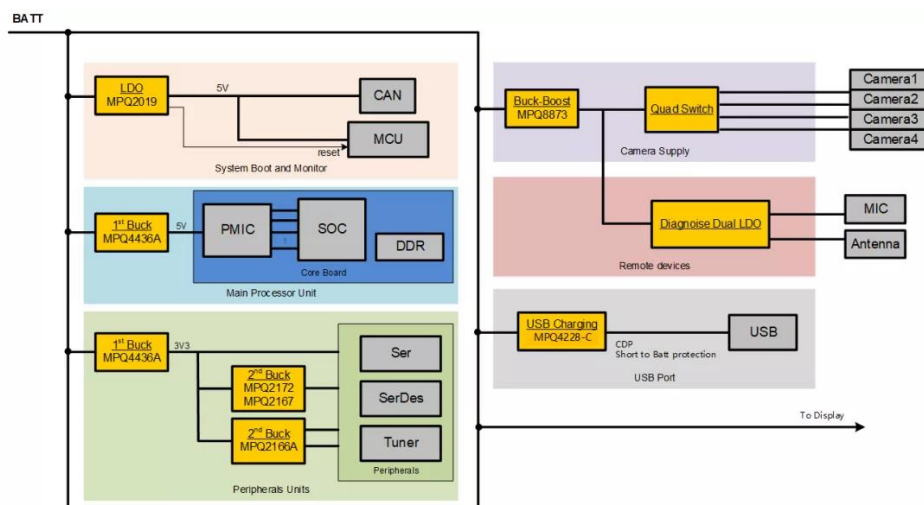 BATT
LDO
MPQ2019
5V
CAN
MCU
reset
System Boot and Monitor
1st Buck
MPQ4436A
5V
PMIC
SOC
DDR
Core Board
Main Processor Unit
1st Buck
MPQ4436A
3V3
2nd Buck
MPQ2172
MPQ2167
2nd Buck
MPQ2166A
Ser
SerDes
Tuner
Peripherals
Peripherals Units
Buck-Boost
MPQ8873
Quad Switch
Camera1
Camera2
Camera3
Camera4
Camera Supply
Diagnoise Dual LDO
MIC
Antenna
Remote devices
USB Charging
MPQ4228-C
CDP
Short to Batt protection
USB
USB Port
To Display